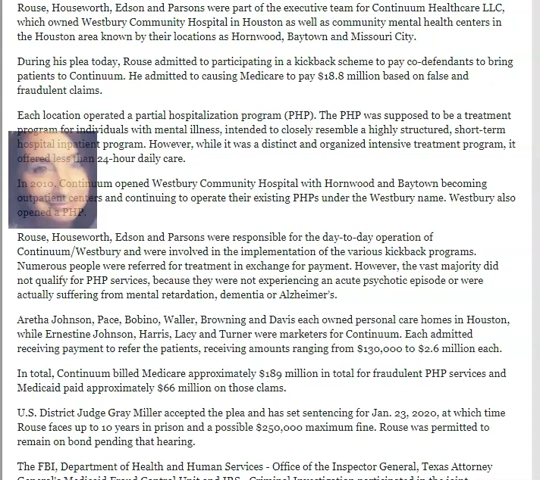 Rouse, Houseworth, Edson and Parsons were part of the executive team for Continuum Healthcare LLC,
which owned Westbury Community Hospital in Houston as well as community mental health centers in
the Houston area known by their locations as Hornwood, Baytown and Missouri City.
During his plea today, Rouse admitted to participating in a kickback scheme to pay co-defendants to bring
patients to Continuum. He admitted to causing Medicare to pay $18.8 million based on false and
fraudulent claims.
Each location operated a partial hospitalization program (PHP). The PHP was supposed to be a treatment
program for individuals with mental illness, intended to closely resemble a highly structured, short-term
hospital inpatient program. However, while it was a distinct and organized intensive treatment program, it
offered less than 24-hour daily care.
In 2010, Continuum opened Westbury Community Hospital with Hornwood and Baytown becoming
outpatient centers and continuing to operate their existing PHPs under the Westbury name. Westbury also
opened a PHP.
Rouse, Houseworth, Edson and Parsons were responsible for the day-to-day operation of
Continuum/Westbury and were involved in the implementation of the various kickback programs.
Numerous people were referred for treatment in exchange for payment. However, the vast majority did
not qualify for PHP services, because they were not experiencing an acute psychotic episode or were
actually suffering from mental retardation, dementia or Alzheimer's.
Aretha Johnson, Pace, Bobino, Waller, Browning and Davis each owned personal care homes in Houston,
while Ernestine Johnson, Harris, Lacy and Turner were marketers for Continuum. Each admitted
receiving payment to refer the patients, receiving amounts ranging from $130,000 to $2.6 million each.
In total, Continuum billed Medicare approximately $189 million in total for fraudulent PHP services and
Medicaid paid approximately $66 million on those claims.
U.S. District Judge Gray Miller accepted the plea and has set sentencing for Jan. 23, 2020, at which time
Rouse faces up to 10 years in prison and a possible $250,000 maximum fine. Rouse was permitted to
remain on bond pending that hearing.
The FBI, Department of Health and Human Services - Office of the Inspector General, Texas Attorney
General's Medicaid Fraud Control Unit and IRS - Criminal Investigation participated in the joint